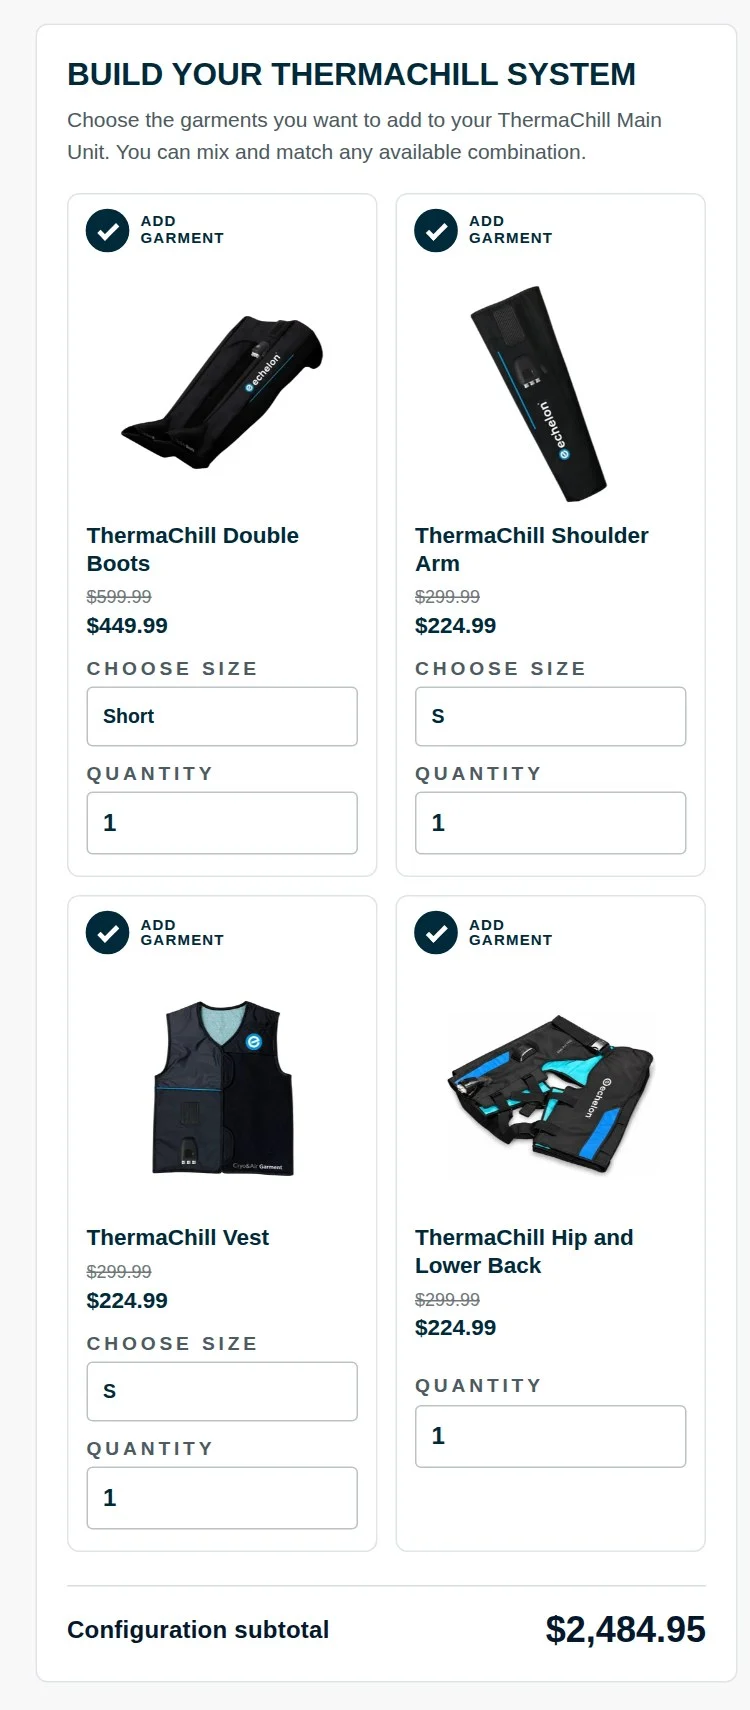 BUILD YOUR THERMACHILL SYSTEM
Choose the garments you want to add to your ThermaChill Main
Unit. You can mix and match any available combination.
ADD
GARMENT
echelon
ThermaChill Double
Boots
$599.99
$449.99
CHOOSE SIZE
Short
QUANTITY
1
ADD
GARMENT
echelon
ThermaChill Shoulder
Arm
$299.99
$224.99
CHOOSE SIZE
S
QUANTITY
1
ADD
GARMENT
Cryo&Air Garment
ThermaChill Vest
$299.99
$224.99
CHOOSE SIZE
S
QUANTITY
1
ADD
GARMENT
echelon
ThermaChill Hip and
Lower Back
$299.99
$224.99
QUANTITY
1
Configuration subtotal
$2,484.95